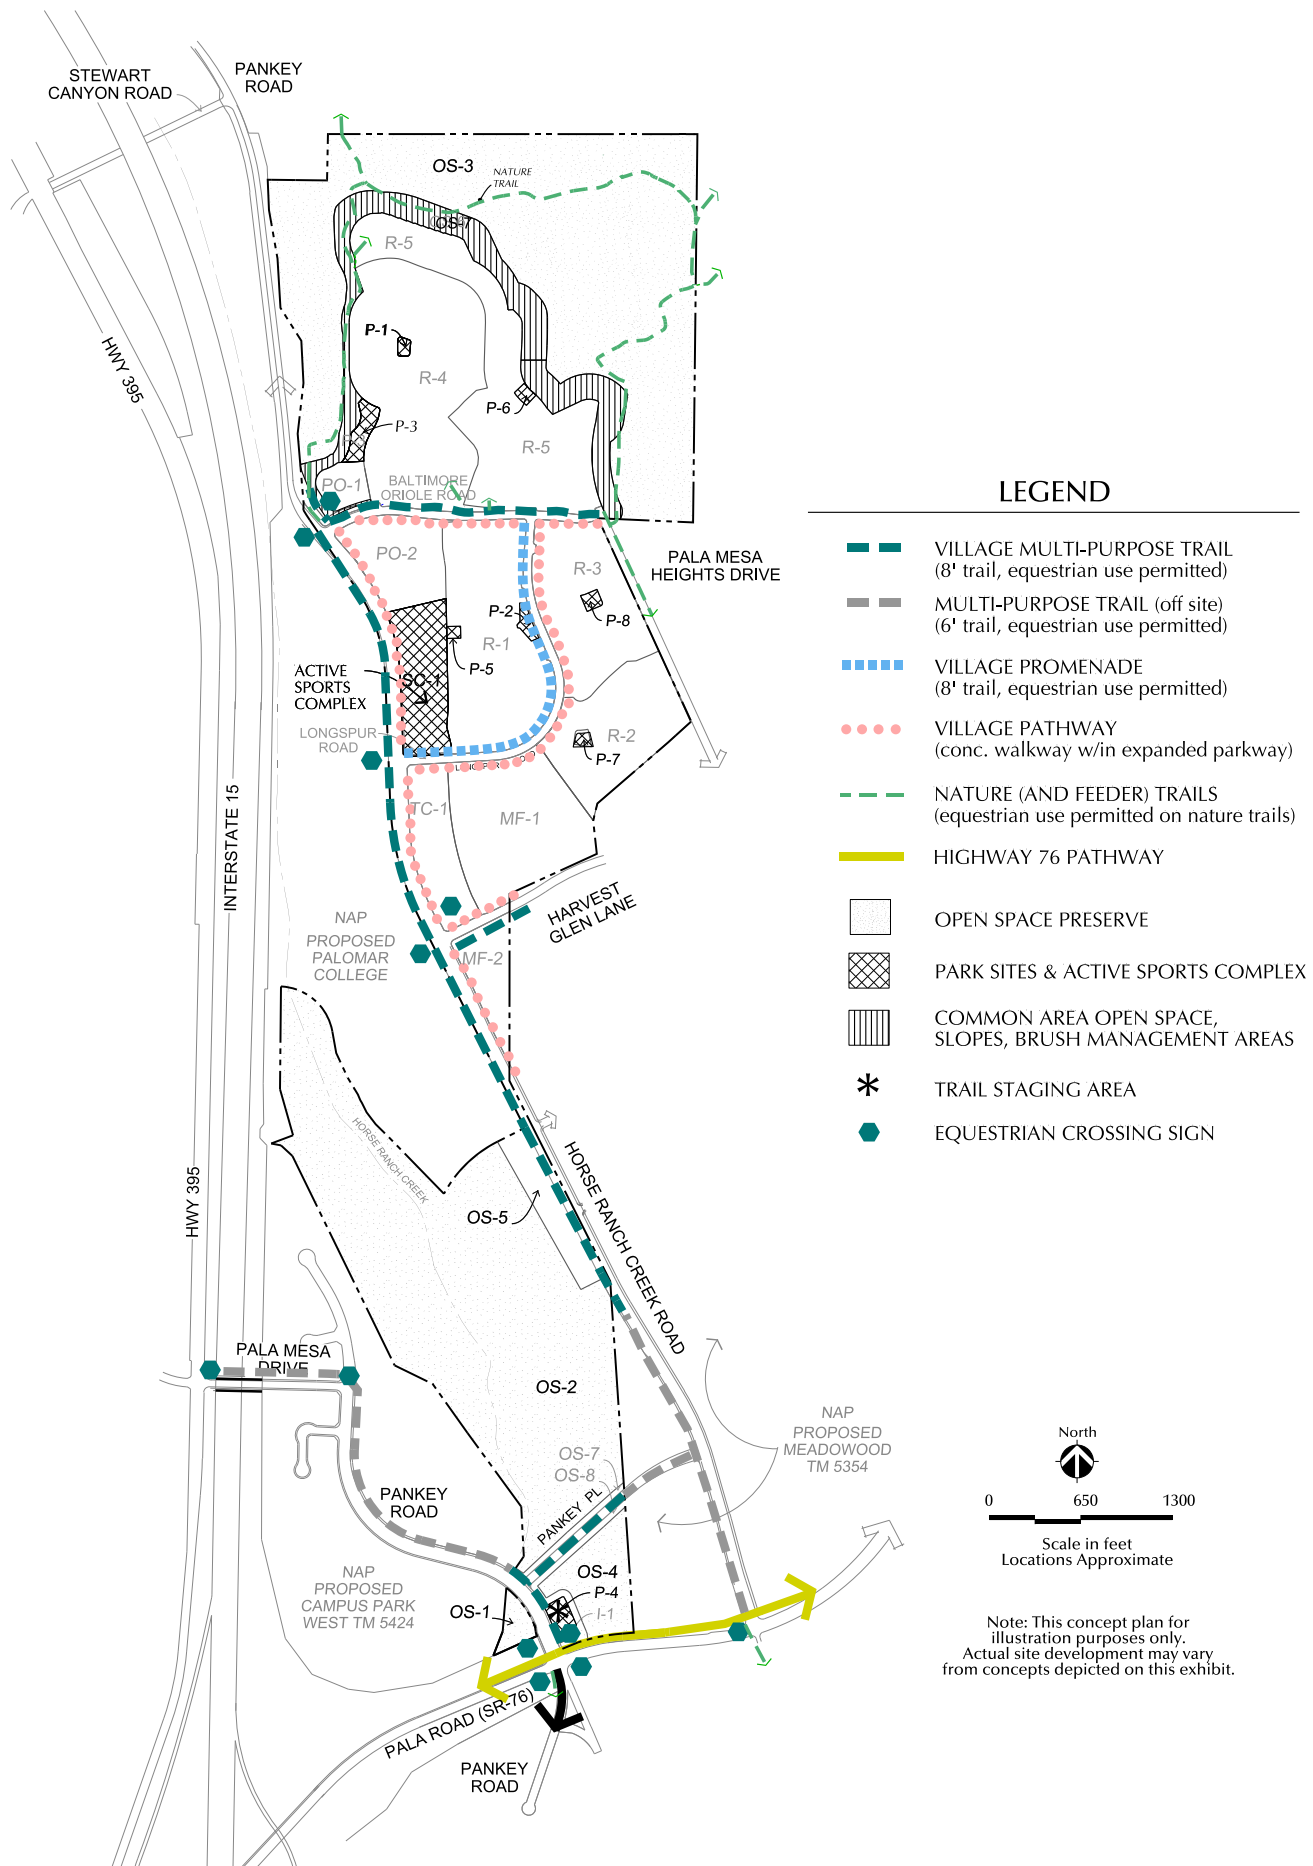 STEWART
CANYON ROAD
PANKEY
ROAD
OS-3
NATURE
TRAIL
OS-7
R-5
HWY 395
P-1
R-4
P-6
P-3
R-5
PO-1
BALTIMORE
ORIOLE ROAD
PO-2
PALA MESA
HEIGHTS DRIVE
R-3
P-2
P-8
R-1
P-5
ACTIVE
SPORTS
COMPLEX
SC-1
LONGSPUR
ROAD
R-2
P-7
TC-1
MF-1
INTERSTATE 15
HARVEST
GLEN LANE
NAP
PROPOSED
PALOMAR
COLLEGE
MF-2
HORSE RANCH CREEK
HORSE RANCH CREEK ROAD
HWY 395
OS-5
PALA MESA
DRIVE
OS-2
NAP
PROPOSED
MEADOWOOD
TM 5354
OS-7
OS-8
PANKEY
ROAD
PANKEY PL
OS-4
P-4
I-1
NAP
PROPOSED
CAMPUS PARK
WEST TM 5424
OS-1
PALA ROAD (SR-76)
PANKEY
ROAD
LEGEND
VILLAGE MULTI-PURPOSE TRAIL
(8' trail, equestrian use permitted)
MULTI-PURPOSE TRAIL (off site)
(6' trail, equestrian use permitted)
VILLAGE PROMENADE
(8' trail, equestrian use permitted)
VILLAGE PATHWAY
(conc. walkway w/in expanded parkway)
NATURE (AND FEEDER) TRAILS
(equestrian use permitted on nature trails)
HIGHWAY 76 PATHWAY
OPEN SPACE PRESERVE
PARK SITES & ACTIVE SPORTS COMPLEX
COMMON AREA OPEN SPACE,
SLOPES, BRUSH MANAGEMENT AREAS
TRAIL STAGING AREA
EQUESTRIAN CROSSING SIGN
North
0 650 1300
Scale in feet
Locations Approximate
Note: This concept plan for
illustration purposes only.
Actual site development may vary
from concepts depicted on this exhibit.